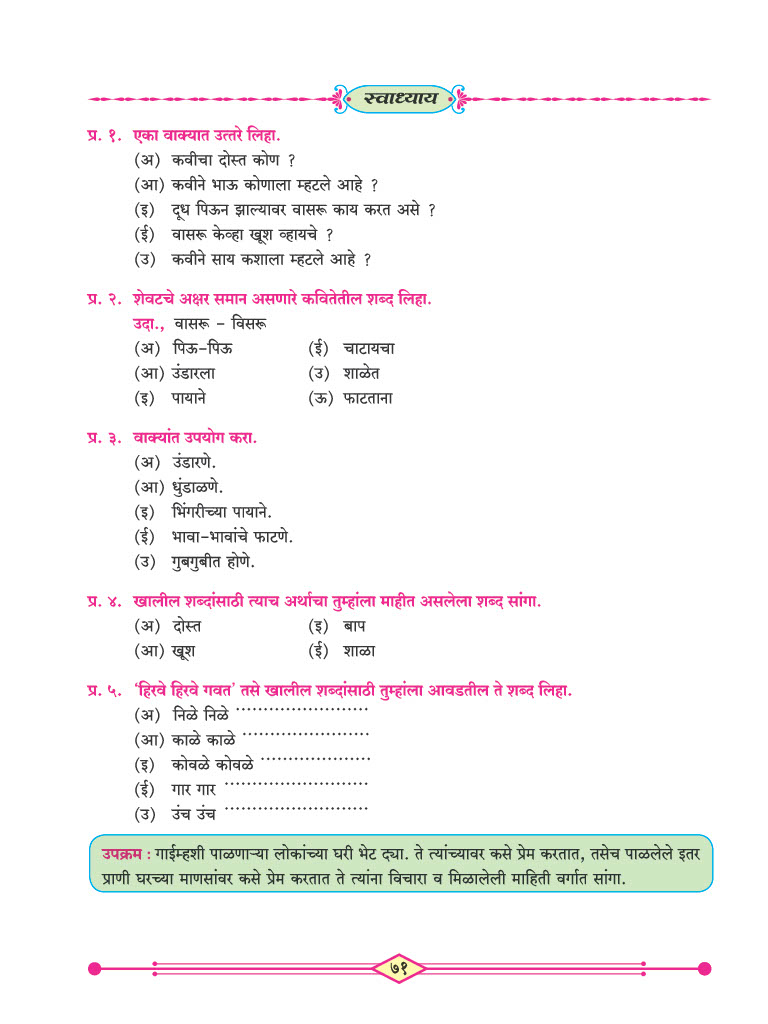 स्वाध्याय
प्र. १. एका वाक्यात उत्तरे लिहा.
(अ) कवीचा दोस्त कोण ?
(आ) कवीने भाऊ कोणाला म्हटले आहे ?
(इ) दूध पिऊन झाल्यावर वासरू काय करत असे ?
(ई) वासरू केव्हा खूश व्हायचे ?
(उ) कवीने साय कशाला म्हटले आहे ?
प्र. २. शेवटचे अक्षर समान असणारे कवितेतील शब्द लिहा.
उदा., वासरू – विसरू
(अ) पिऊ–पिऊ (ई) चाटायचा
(आ) उंडारला (उ) शाळेत
(इ) पायाने (ऊ) फाटताना
प्र. ३. वाक्यांत उपयोग करा.
(अ) उंडारणे.
(आ) धुंडाळणे.
(इ) भिंगरीच्या पायाने.
(ई) भावा–भावांचे फाटणे.
(उ) गुबगुबीत होणे.
प्र. ४. खालील शब्दांसाठी त्याच अर्थाचा तुम्हांला माहीत असलेला शब्द सांगा.
(अ) दोस्त (इ) बाप
(आ) खूश (ई) शाळा
प्र. ५. ‘हिरवे हिरवे गवत’ तसे खालील शब्दांसाठी तुम्हांला आवडतील ते शब्द लिहा.
(अ) निळे निळे ........................
(आ) काळे काळे .......................
(इ) कोवळे कोवळे ....................
(ई) गार गार ..........................
(उ) उंच उंच ..........................
उपक्रम : गाईम्हशी पाळणाऱ्या लोकांच्या घरी भेट द्या. ते त्यांच्यावर कसे प्रेम करतात, तसेच पाळलेले इतर
प्राणी घरच्या माणसांवर कसे प्रेम करतात ते त्यांना विचारा व मिळालेली माहिती वर्गात सांगा.
७१